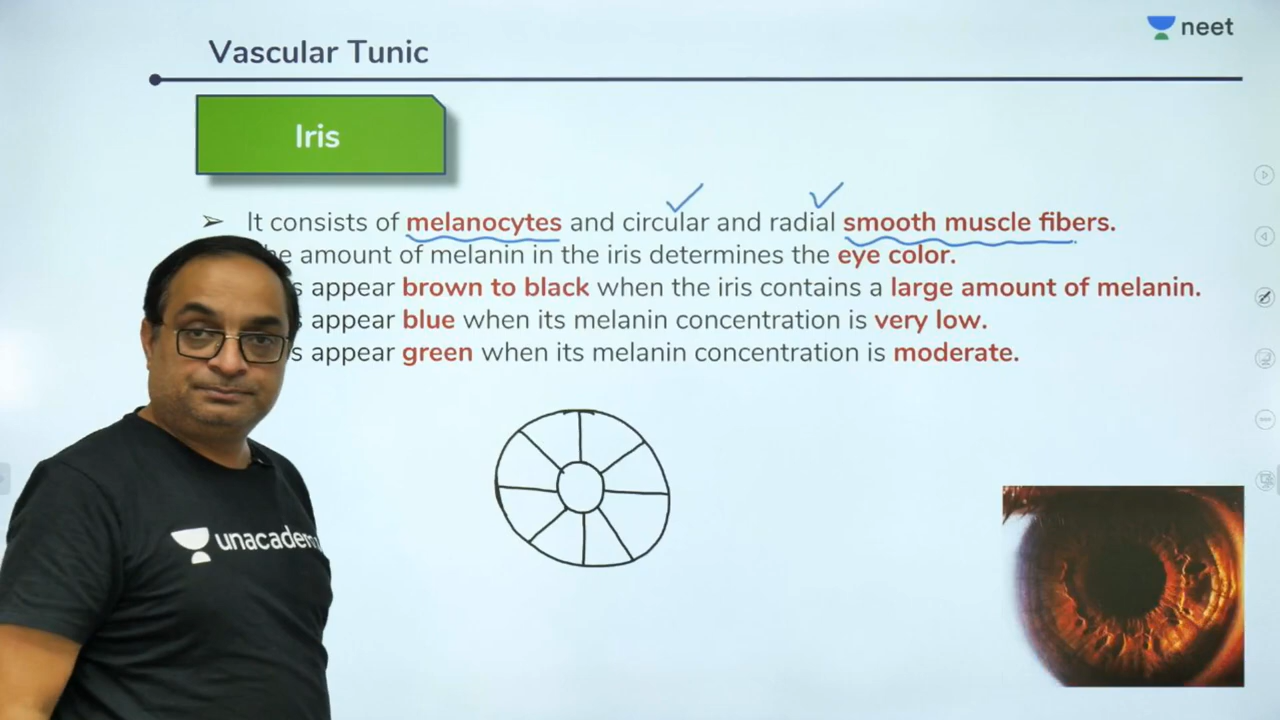 neet
Vascular Tunic
Iris
It consists of melanocytes and circular and radial smooth muscle fibers.
amount of melanin in the iris determines the eye color.
appear brown to black when the iris contains a large amount of melanin.
appear blue when its melanin concentration is very low.
appear green when its melanin concentration is moderate.
unacadem